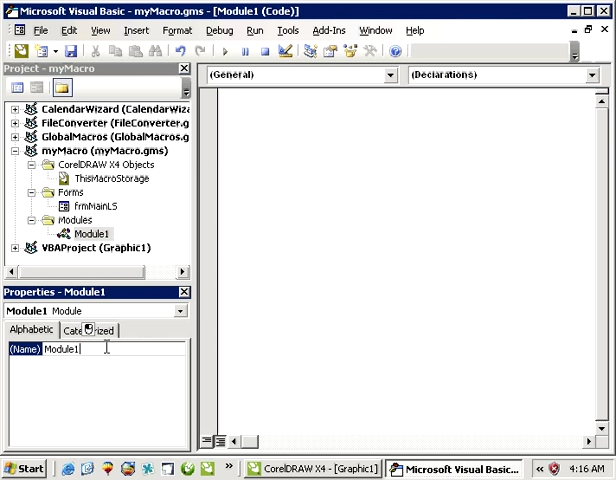 Microsoft Visual Basic - myMacro.gms - [Module1 (Code)]
File Edit View Insert Format Debug Run Tools Add-Ins Window Help
Project - myMacro
(General) (Declarations)
CalendarWizard (CalendarWiza
FileConverter (FileConverter.g
GlobalMacros (GlobalMacros.g
myMacro (myMacro.gms)
CorelDRAW X4 Objects
ThisMacroStorage
Forms
frmMainLS
Modules
Module1
VBAProject (Graphic1)
Properties - Module1
Module1 Module
Alphabetic
(Name) Module1
Start CorelDRAW X4 - [Graphic1] Microsoft Visual Basic... 4:16 AM